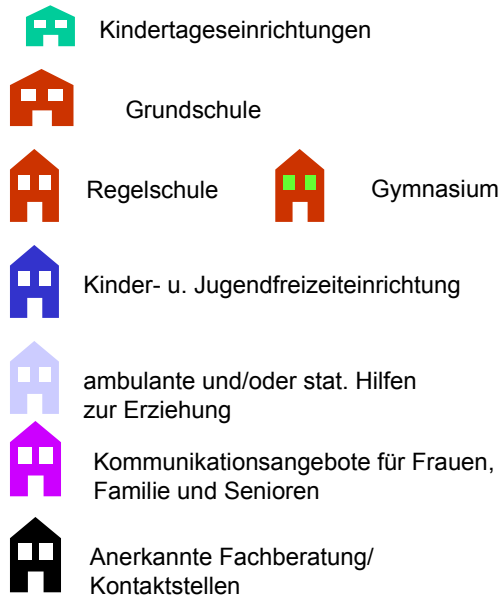 Kindertageseinrichtungen
Grundschule
Regelschule
Gymnasium
Kinder- u. Jugendfreizeiteinrichtung
ambulante und/oder stat. Hilfen
zur Erziehung
Kommunikationsangebote für Frauen,
Familie und Senioren
Anerkannte Fachberatung/
Kontaktstellen